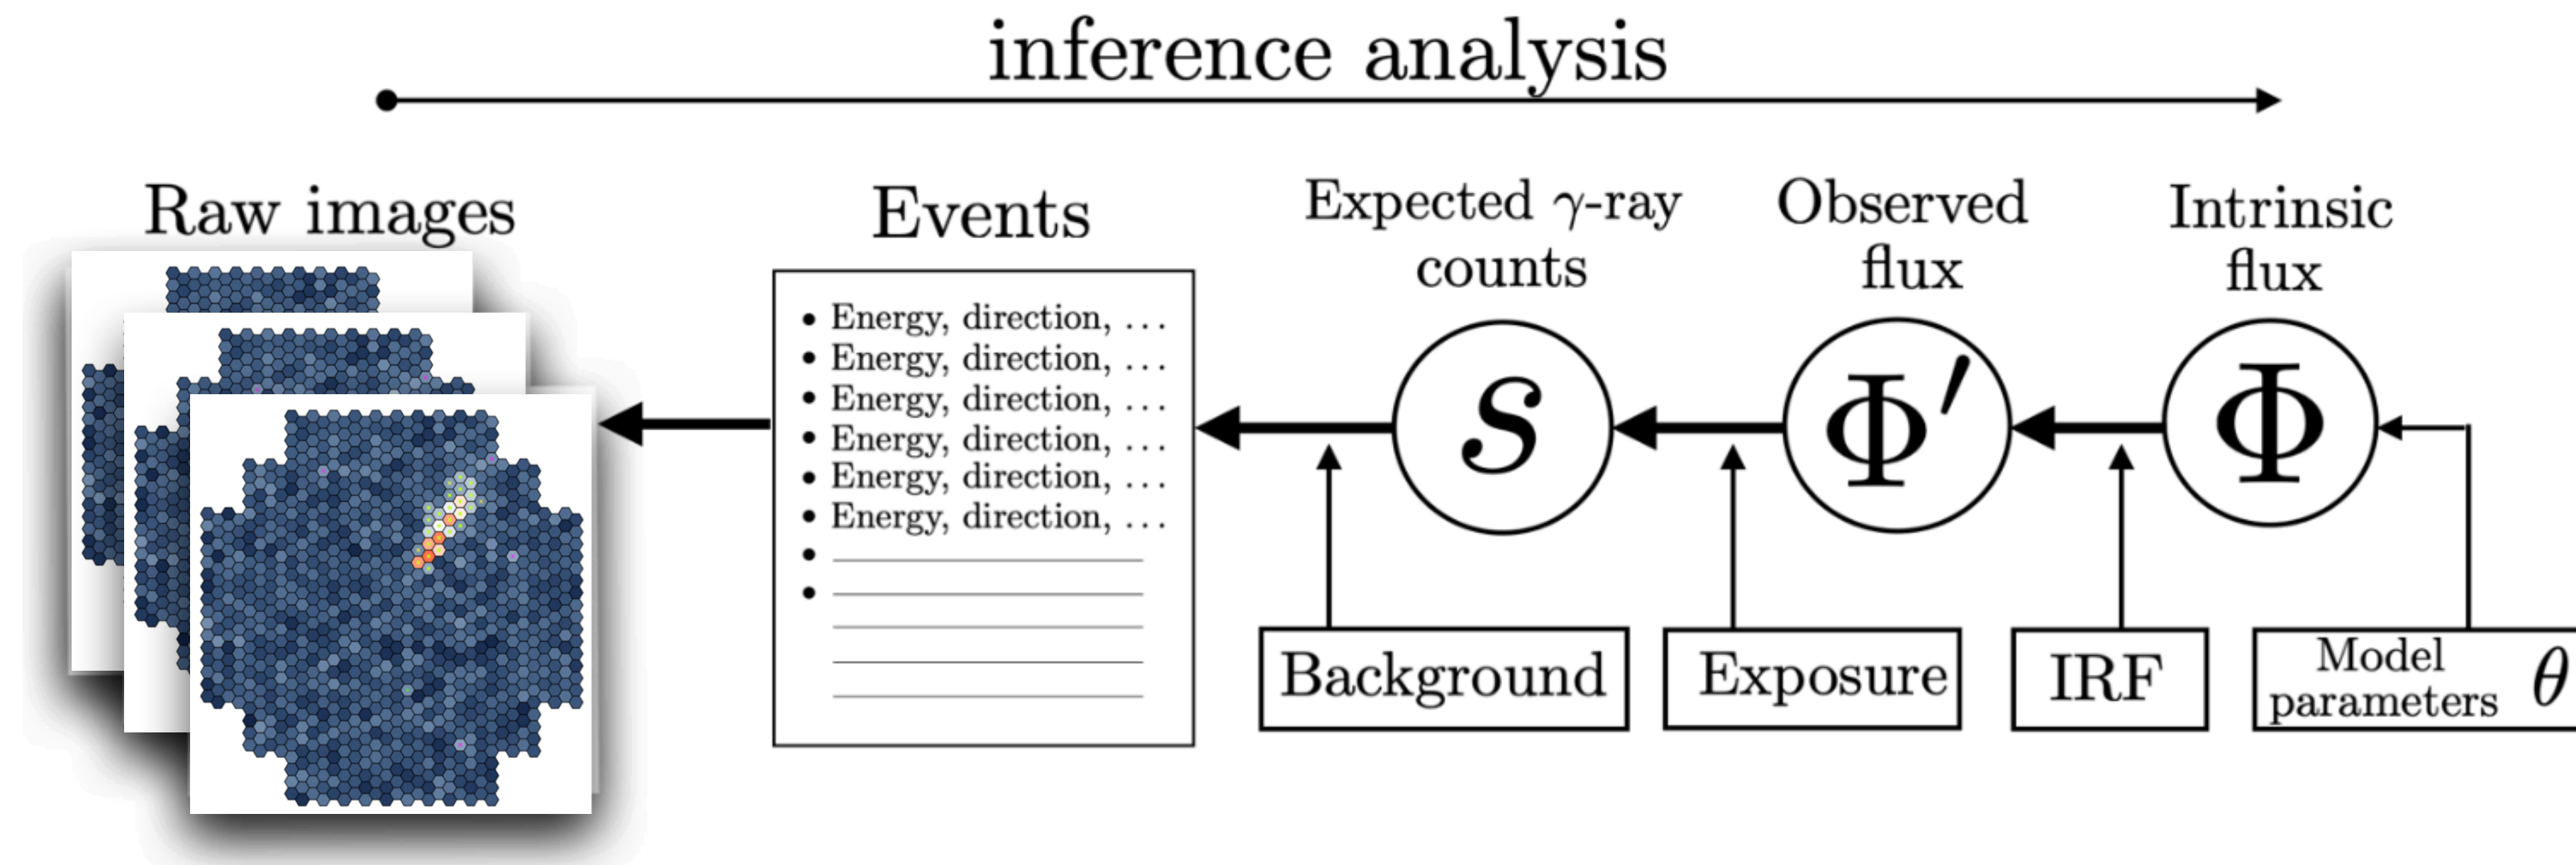 inference analysis
Raw images
Events
Expected γ-ray
counts
Observed
flux
Intrinsic
flux
• Energy, direction, ...
• Energy, direction, ...
• Energy, direction, ...
• Energy, direction, ...
• Energy, direction, ...
• Energy, direction, ...
s
Φ′
Φ
Background
Exposure
IRF
Model
parameters θ